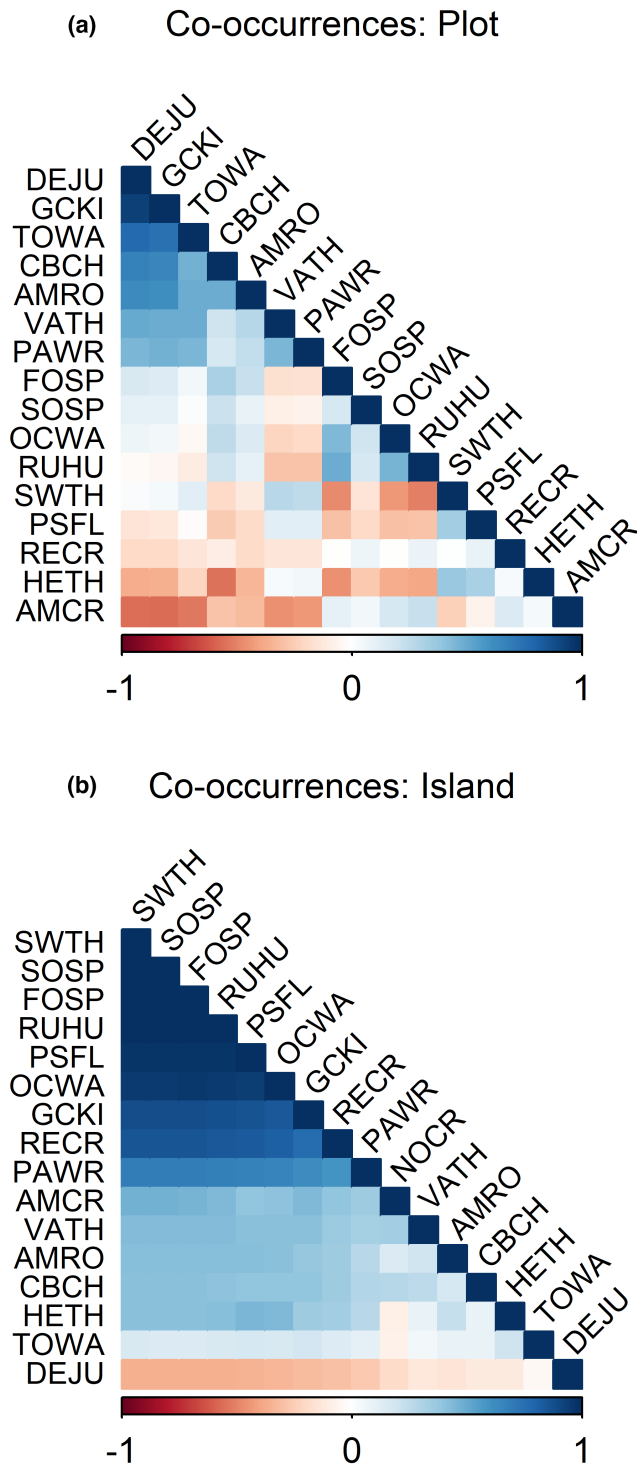 (a) Co-occurrences: Plot
DEJU
GCKI
TOWA
CBCH
AMRO
VATH
PAWR
FOSP
SOSP
OCWA
RUHU
SWTH
PSFL
RECR
HETH
AMCR
DEJU
GCKI
TOWA
CBCH
AMRO
VATH
PAWR
FOSP
SOSP
OCWA
RUHU
SWTH
PSFL
RECR
HETH
AMCR
-1 0 1
(b) Co-occurrences: Island
SWTH
SOSP
FOSP
RUHU
PSFL
OCWA
GCKI
RECR
PAWR
NOCR
VATH
AMRO
CBCH
HETH
TOWA
DEJU
SWTH
SOSP
FOSP
RUHU
PSFL
OCWA
GCKI
RECR
PAWR
AMCR
VATH
AMRO
CBCH
HETH
TOWA
DEJU
-1 0 1